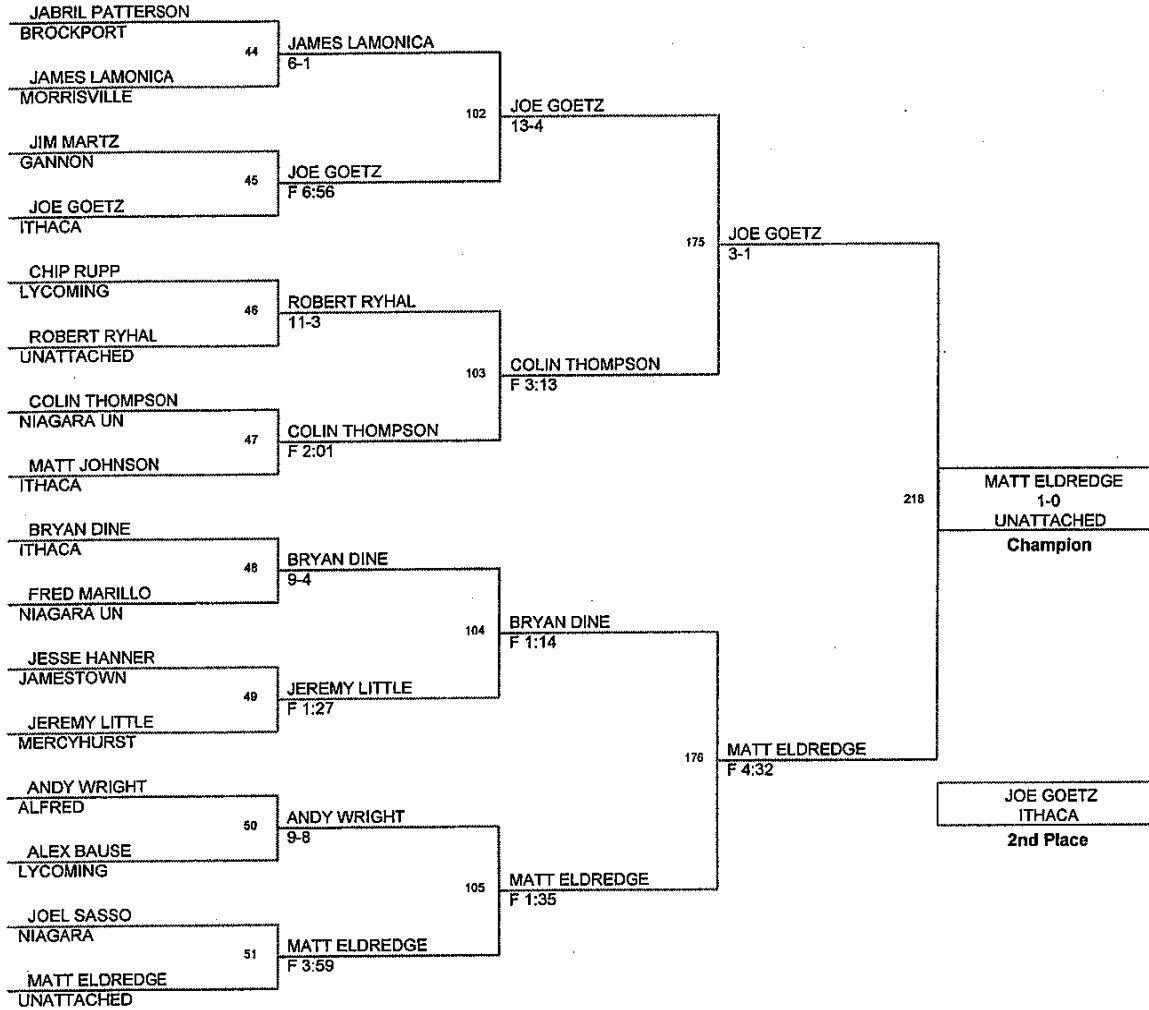 JABRIL PATTERSON
BROCKPORT
44
JAMES LAMONICA
6-1
JAMES LAMONICA
MORRISVILLE
102
JOE GOETZ
13-4
JIM MARTZ
GANNON
45
JOE GOETZ
F 6:56
JOE GOETZ
ITHACA
175
JOE GOETZ
3-1
CHIP RUPP
LYCOMING
46
ROBERT RYHAL
11-3
ROBERT RYHAL
UNATTACHED
103
COLIN THOMPSON
F 3:13
COLIN THOMPSON
NIAGARA UN
47
COLIN THOMPSON
F 2:01
MATT JOHNSON
ITHACA
218
MATT ELDREDGE
1-0
UNATTACHED
Champion
BRYAN DINE
ITHACA
48
BRYAN DINE
9-4
FRED MARILLO
NIAGARA UN
104
BRYAN DINE
F 1:14
JESSE HANNER
JAMESTOWN
49
JEREMY LITTLE
F 1:27
JEREMY LITTLE
MERCYHURST
176
MATT ELDREDGE
F 4:32
ANDY WRIGHT
ALFRED
50
ANDY WRIGHT
9-8
ALEX BAUSE
LYCOMING
105
MATT ELDREDGE
F 1:35
JOEL SASSO
NIAGARA
51
MATT ELDREDGE
F 3:59
MATT ELDREDGE
UNATTACHED
JOE GOETZ
ITHACA
2nd Place